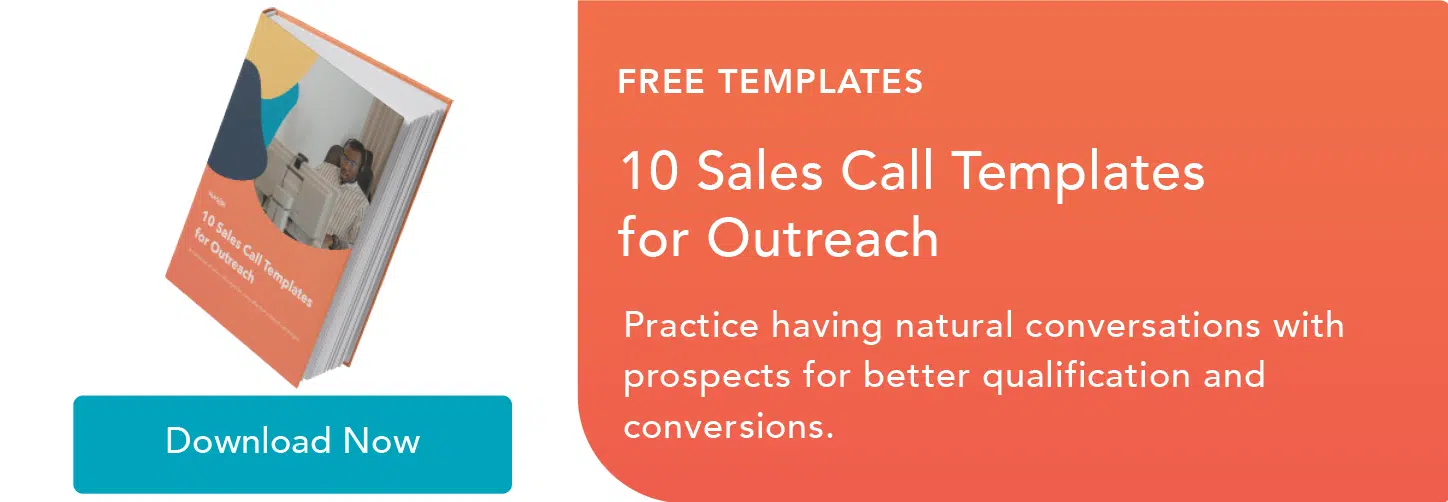 10 Sales Call Templates
for Outreach
Download Now
FREE TEMPLATES
10 Sales Call Templates
for Outreach
Practice having natural conversations with
prospects for better qualification and
conversions.